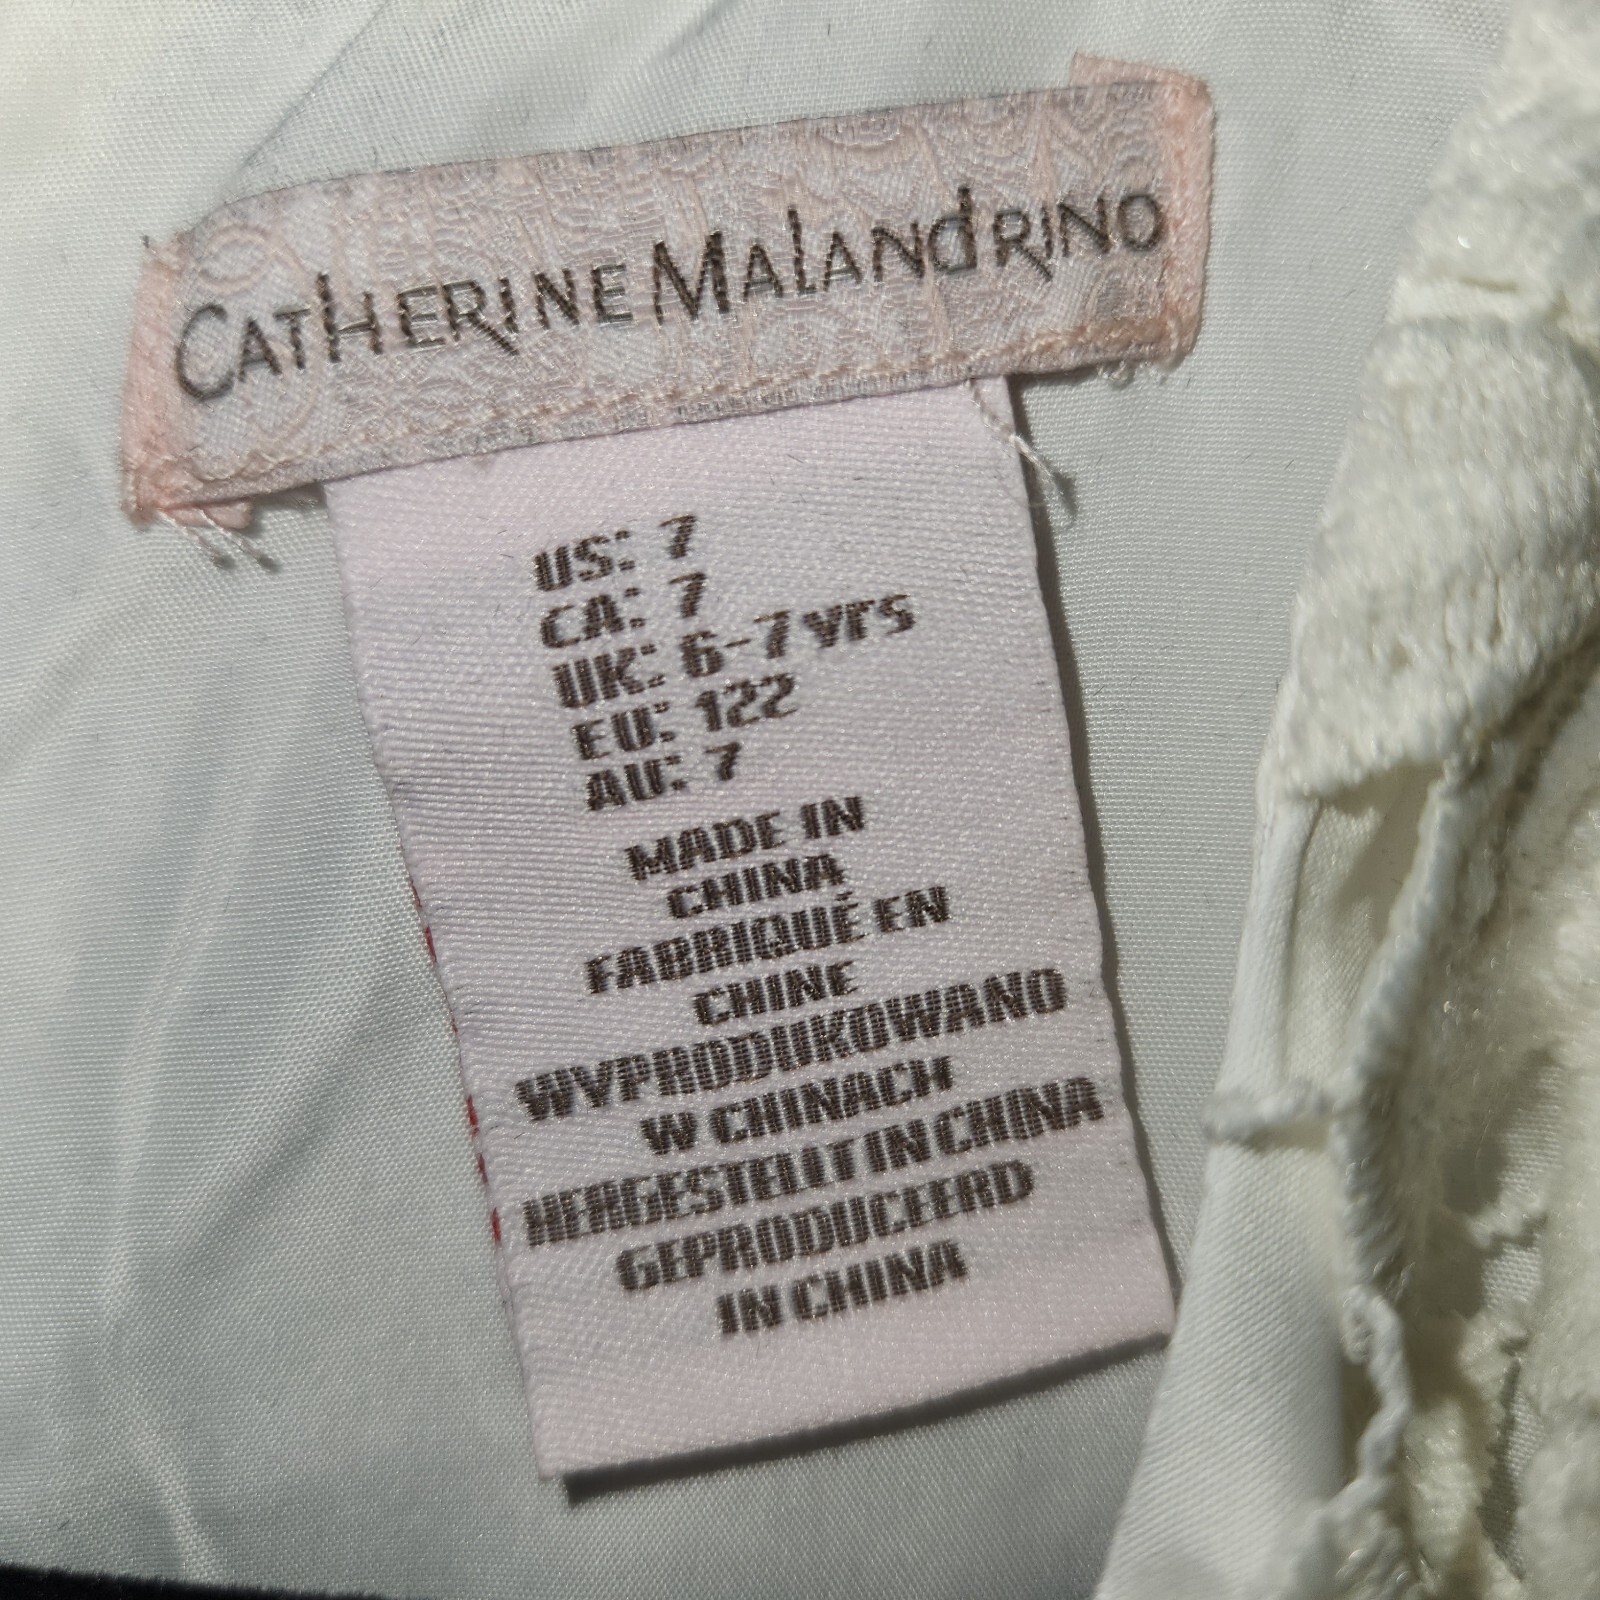 CATHERINE MALANDRINO
US: 7
CA: 7
UK: 6-7 yrs
EU: 122
AU: 7
MADE IN
CHINA
FABRIQUÉ EN
CHINE
WYPRODUKOWANO
W CHINACH
HERGESTELLT IN CHINA
GEPRODUCEERD
IN CHINA